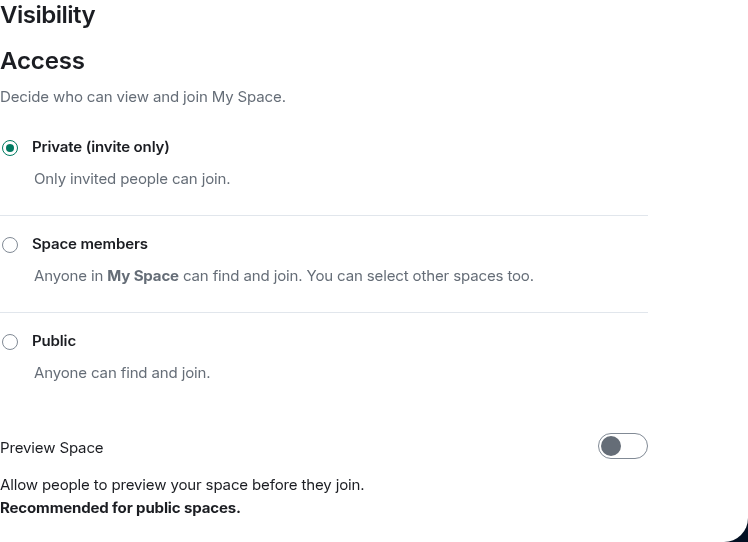 Visibility
Access
Decide who can view and join My Space.
Private (invite only)
Only invited people can join.
Space members
Anyone in My Space can find and join. You can select other spaces too.
Public
Anyone can find and join.
Preview Space
Allow people to preview your space before they join.
Recommended for public spaces.